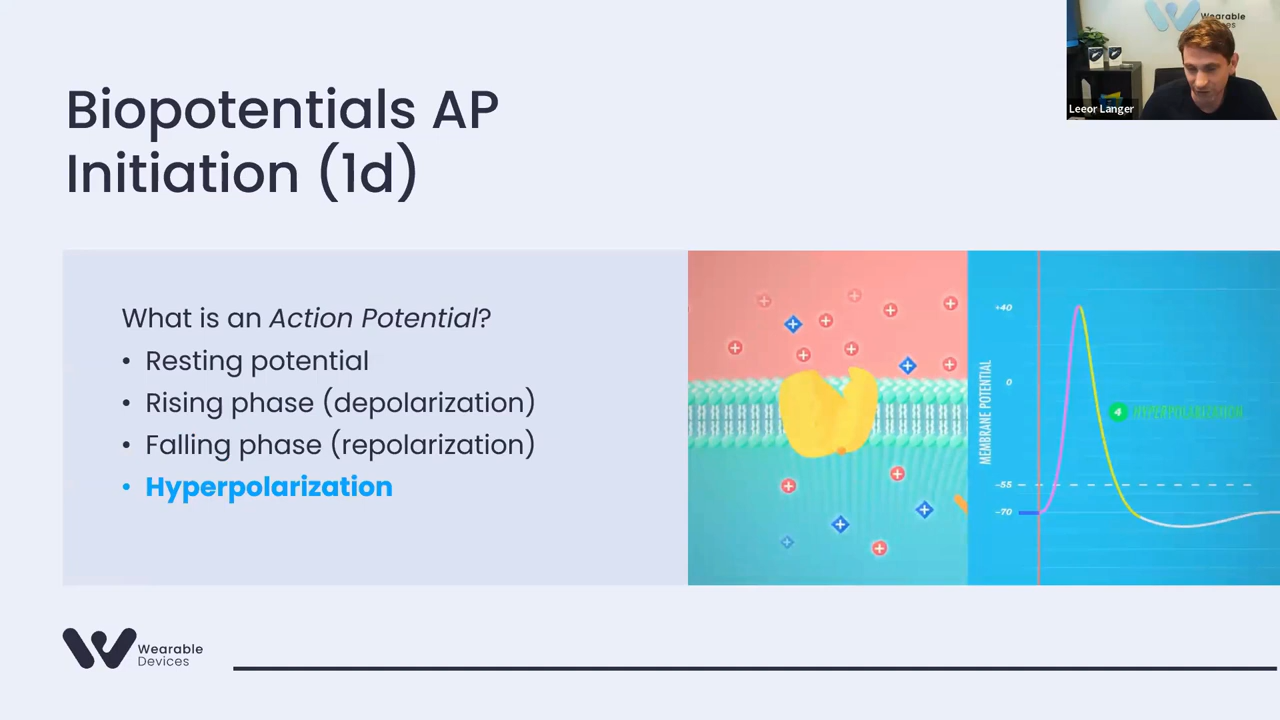 Wearable
Leeor Langer
Biopotentials AP
Initiation (1d)
What is an Action Potential?
• Resting potential
• Rising phase (depolarization)
• Falling phase (repolarization)
• Hyperpolarization
MEMBRANE POTENTIAL
+40
0
-55
-70
4 HYPERPOLARIZATION
Wearable
Devices